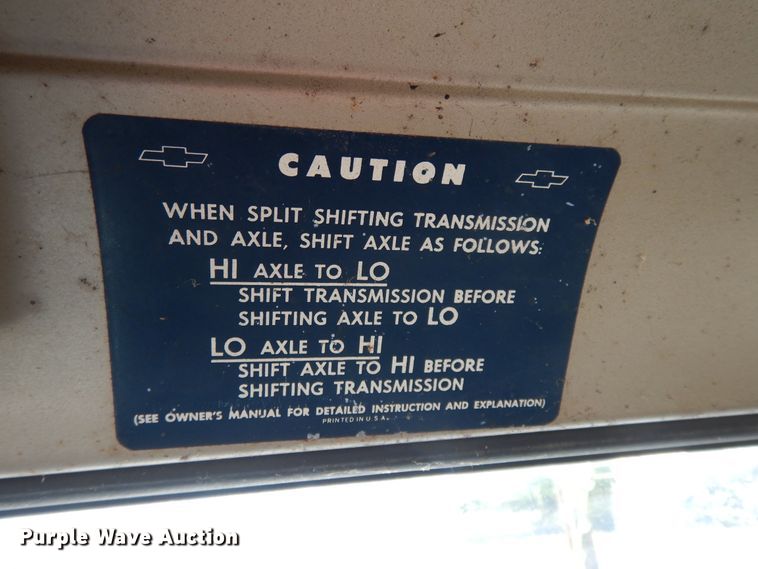 CAUTION
WHEN SPLIT SHIFTING TRANSMISSION
AND AXLE, SHIFT AXLE AS FOLLOWS:
HI AXLE TO LO
SHIFT TRANSMISSION BEFORE
SHIFTING AXLE TO LO
LO AXLE TO HI
SHIFT AXLE TO HI BEFORE
SHIFTING TRANSMISSION
(SEE OWNER'S MANUAL FOR DETAILED INSTRUCTION AND EXPLANATION)
PRINTED IN U.S.A.
Purple Wave Auction